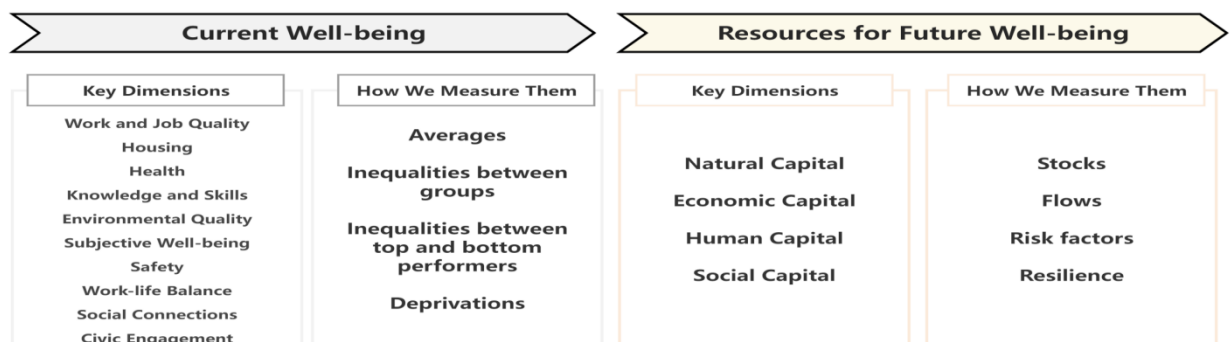 Current Well-being
Resources for Future Well-being
Key Dimensions
Work and Job Quality
Housing
Health
Knowledge and Skills
Environmental Quality
Subjective Well-being
Safety
Work-life Balance
Social Connections
Civic Engagement
How We Measure Them
Averages
Inequalities between
groups
Inequalities between
top and bottom
performers
Deprivations
Key Dimensions
Natural Capital
Economic Capital
Human Capital
Social Capital
How We Measure Them
Stocks
Flows
Risk factors
Resilience